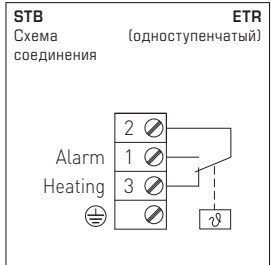 STB ETR
Схема (одноступенчатый)
соединения
2
Alarm 1
Heating 3
ϑ